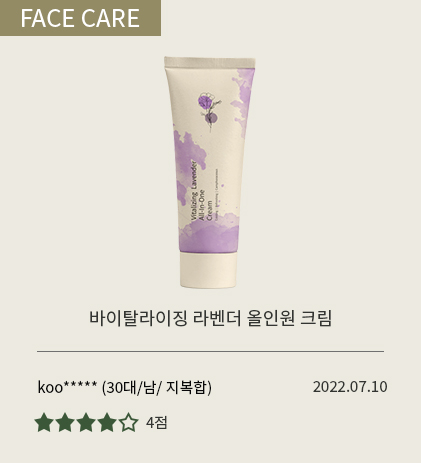 FACE CARE
Vitalizing Lavender
All-In-One
Cream
바이탈라이징 라벤더 올인원 크림
koo***** (30대/남/ 지복합)
2022.07.10
4점